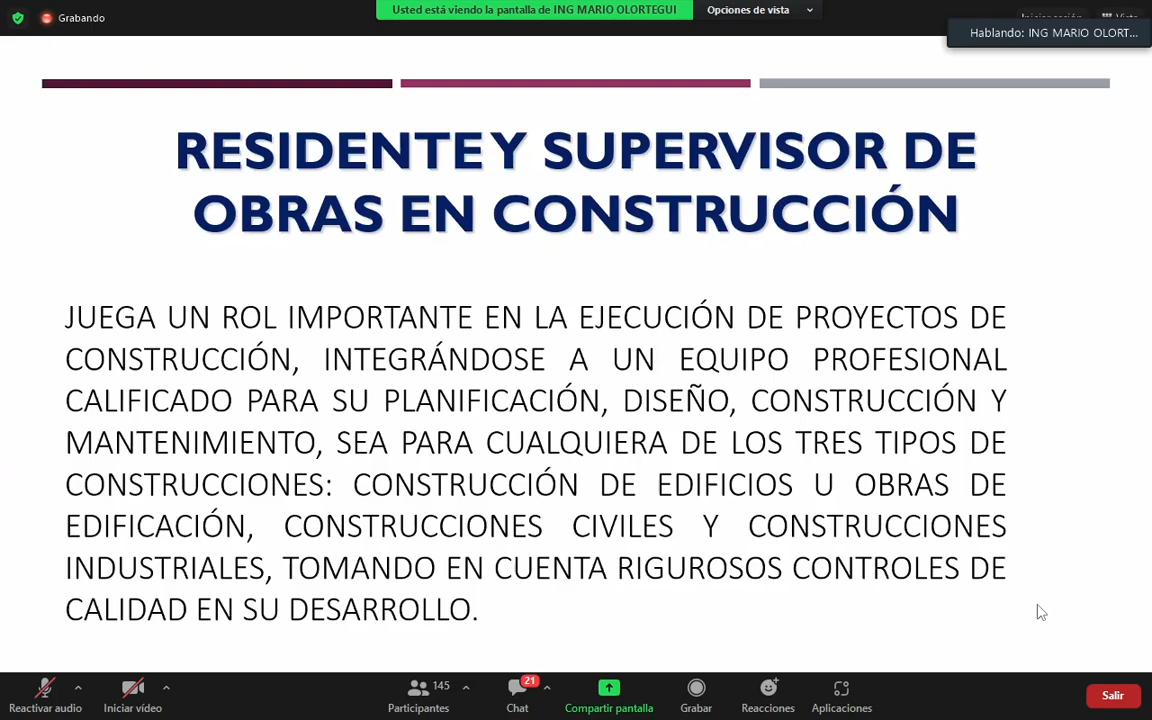 Grabando
Usted está viendo la pantalla de ING MARIO OLORTEGUI
Opciones de vista
Iniciar sesión
Vista
Hablando: ING MARIO OLORT...
RESIDENTE Y SUPERVISOR DE
OBRAS EN CONSTRUCCIÓN
JUEGA UN ROL IMPORTANTE EN LA EJECUCIÓN DE PROYECTOS DE
CONSTRUCCIÓN, INTEGRÁNDOSE A UN EQUIPO PROFESIONAL
CALIFICADO PARA SU PLANIFICACIÓN, DISEÑO, CONSTRUCCIÓN Y
MANTENIMIENTO, SEA PARA CUALQUIERA DE LOS TRES TIPOS DE
CONSTRUCCIONES: CONSTRUCCIÓN DE EDIFICIOS U OBRAS DE
EDIFICACIÓN, CONSTRUCCIONES CIVILES Y CONSTRUCCIONES
INDUSTRIALES, TOMANDO EN CUENTA RIGUROSOS CONTROLES DE
CALIDAD EN SU DESARROLLO.
145
21
Reactivar audio
Iniciar vídeo
Participantes
Chat
Compartir pantalla
Grabar
Reacciones
Aplicaciones
Salir